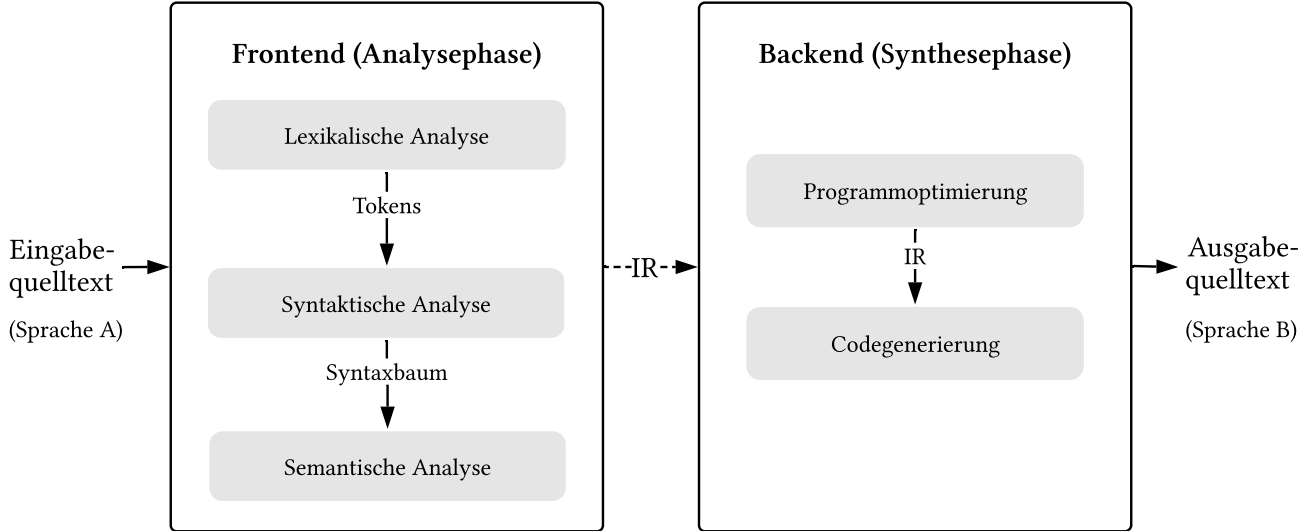 Frontend (Analysephase)
Lexikalische Analyse
Tokens
Syntaktische Analyse
Syntaxbaum
Semantische Analyse
Eingabe-
quelltext
(Sprache A)
IR
Backend (Synthesephase)
Programmoptimierung
IR
Codegenerierung
Ausgabe-
quelltext
(Sprache B)